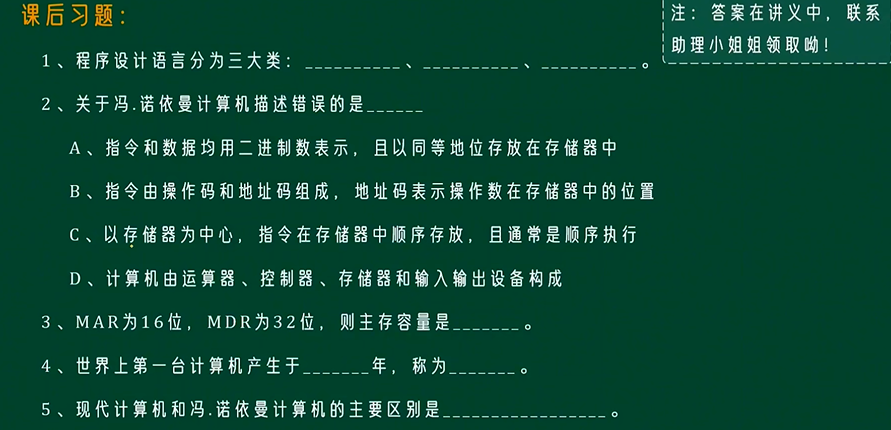 课后习题：
注： 答案在讲义中， 联系
助理小姐姐领取呦！
1、程序设计语言分为三大类：__________、__________、__________。
2、关于冯.诺依曼计算机描述错误的是______
A、指令和数据均用二进制数表示，且以同等地位存放在存储器中
B、指令由操作码和地址码组成，地址码表示操作数在存储器中的位置
C、以存储器为中心，指令在存储器中顺序存放，且通常是顺序执行
D、计算机由运算器、控制器、存储器和输入输出设备构成
3、MAR为16位，MDR为32位，则主存容量是_______。
4、世界上第一台计算机产生于_______年，称为_______。
5、现代计算机和冯.诺依曼计算机的主要区别是_________________。